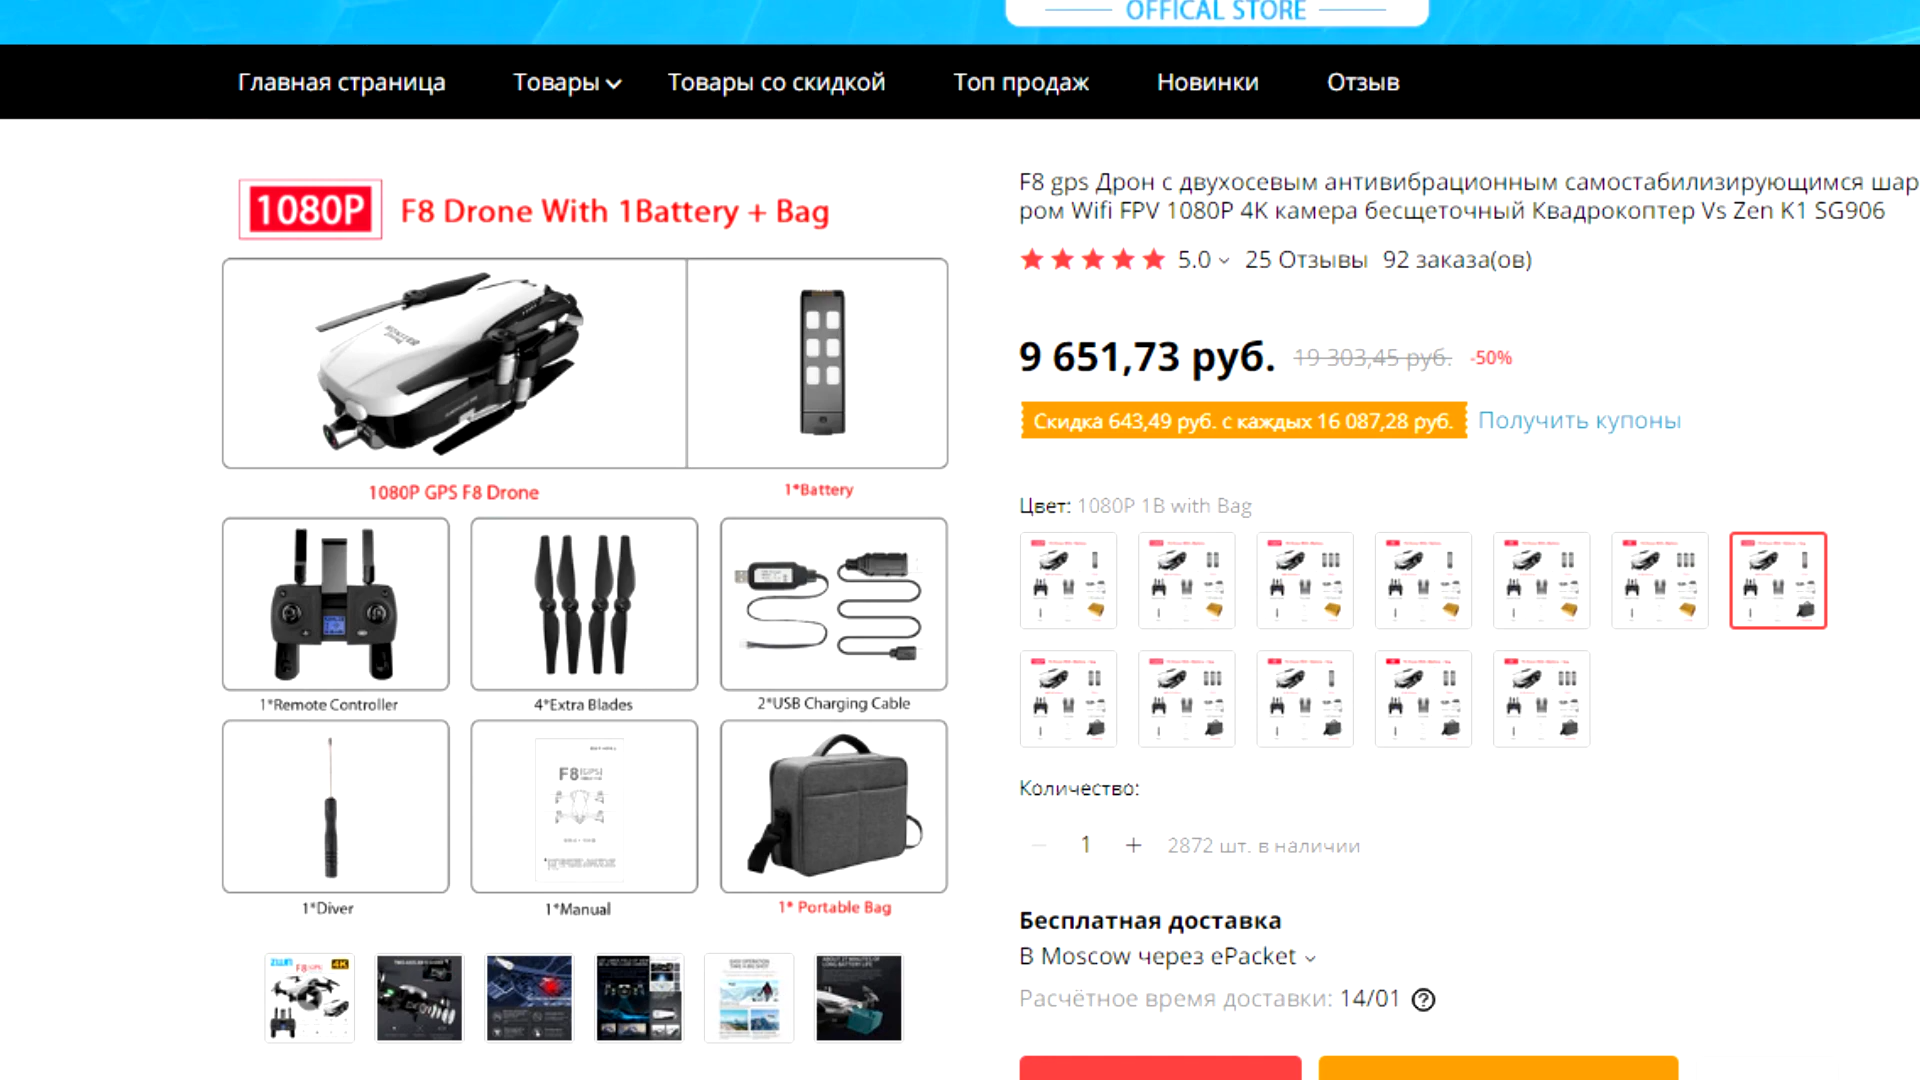 OFFICAL STORE
Главная страница Товары Товары со скидкой Топ продаж Новинки Отзыв
1080P F8 Drone With 1Battery + Bag
1080P GPS F8 Drone
1*Battery
1*Remote Controller
4*Extra Blades
2*USB Charging Cable
F8 [GPS]
1*Diver
1*Manual
1* Portable Bag
F8 gps Дрон с двухосевым антивибрационным самостабилизирующимся шар
ром Wifi FPV 1080P 4K камера бесщеточный Квадрокоптер Vs Zen K1 SG906
5.0 25 Отзывы 92 заказа(ов)
9 651,73 руб. 19 303,45 руб. -50%
Скидка 643,49 руб. с каждых 16 087,28 руб. Получить купоны
Цвет: 1080P 1B with Bag
Количество:
1 + 2872 шт. в наличии
Бесплатная доставка
В Moscow через ePacket
Расчётное время доставки: 14/01